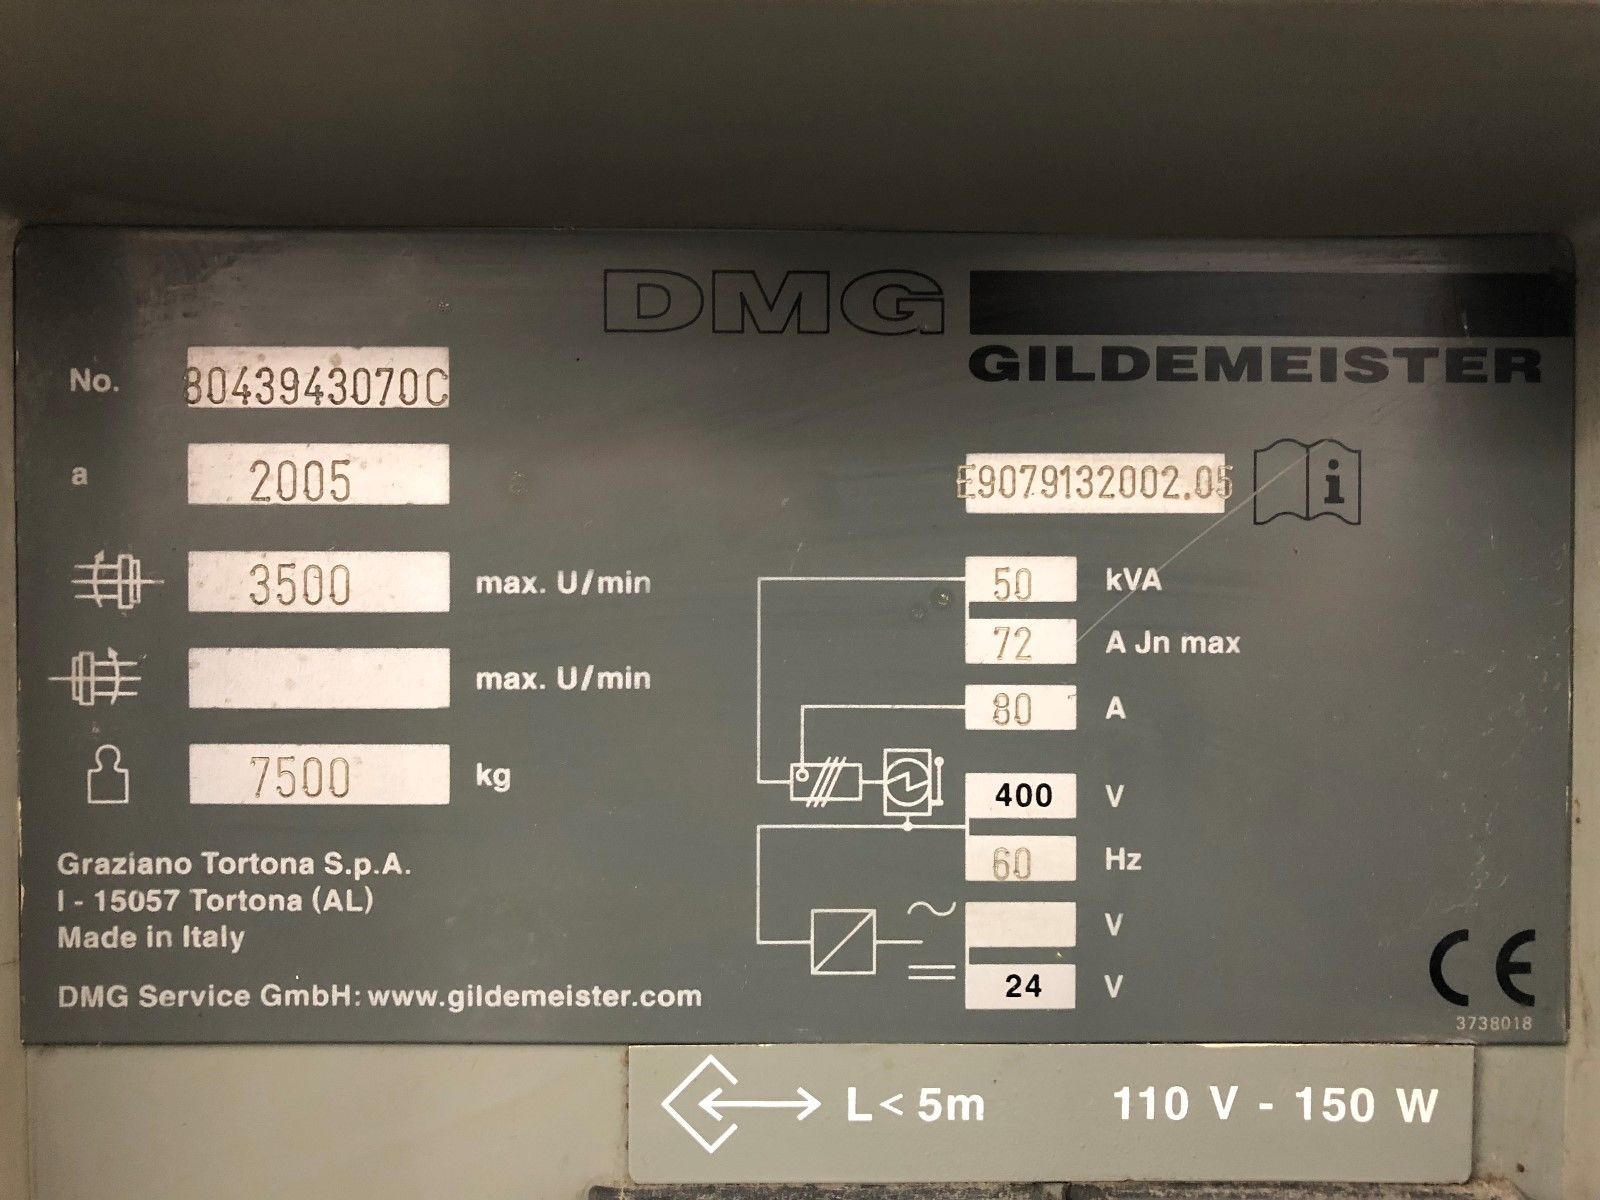 DMG
GILDEMEISTER
No. 8043943070C
a 2005
3500 max. U/min
max. U/min
7500 kg
Graziano Tortona S.p.A.
I - 15057 Tortona (AL)
Made in Italy
DMG Service GmbH: www.gildemeister.com
E9079132002.05 i
50 kVA
72 A Jn max
80 A
400 V
60 Hz
V
24 V
CE
3738018
L < 5m 110 V - 150 W